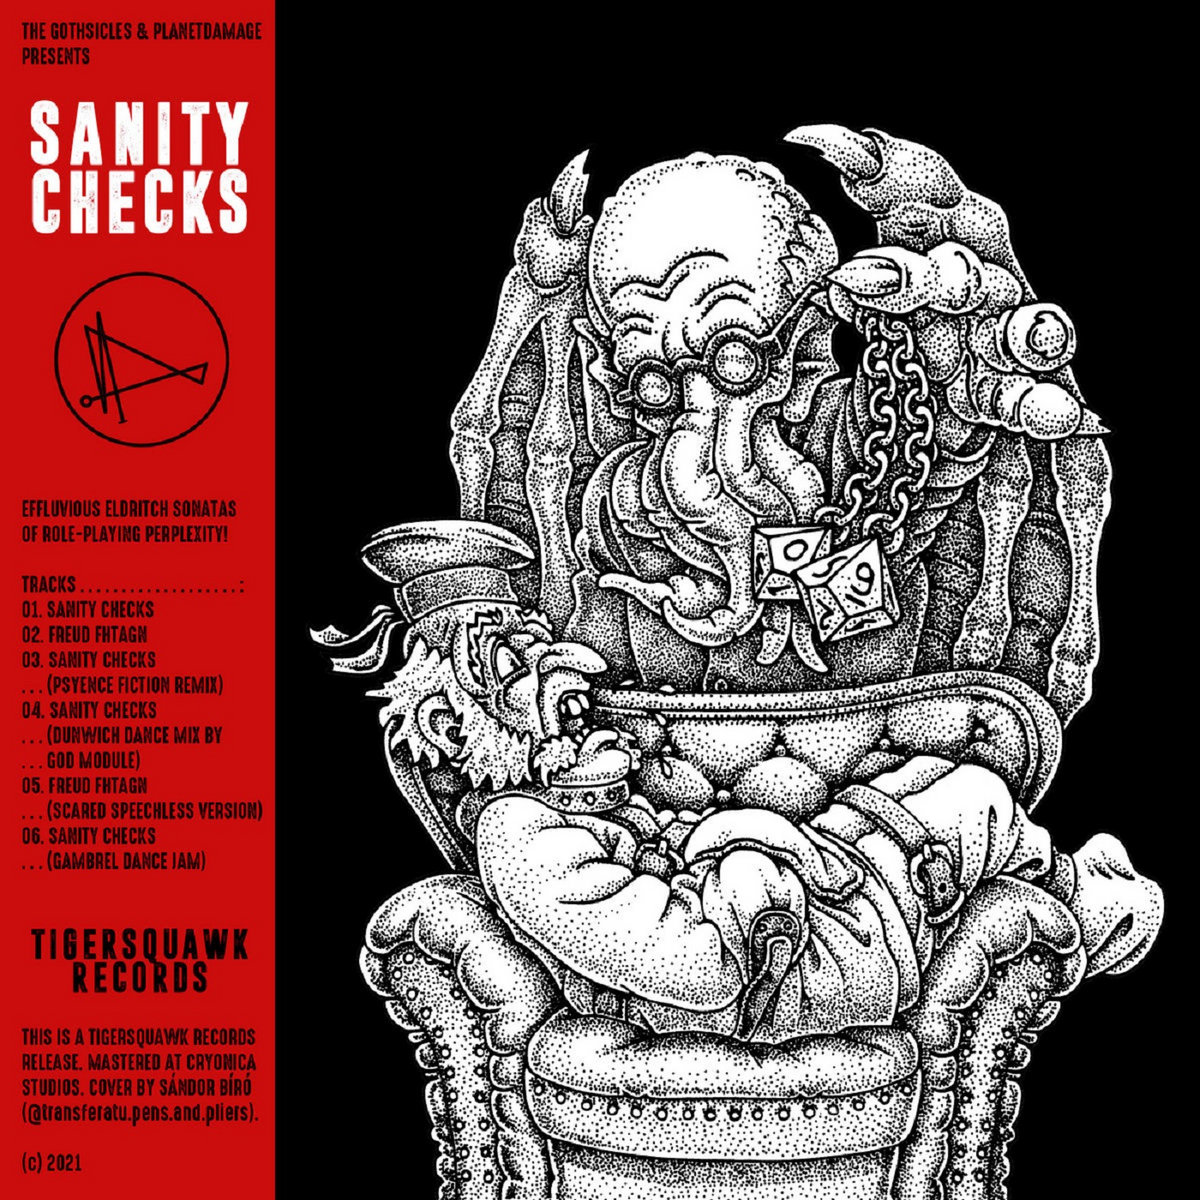 THE GOTHSICLES & PLANETDAMAGE
PRESENTS
SANITY
CHECKS
EFFLUVIOUS ELDRITCH SONATAS
OF ROLE-PLAYING PERPLEXITY!
TRACKS . . . . . . . . . . . . . . . . . . . :
01. SANITY CHECKS
02. FREUD FHTAGN
03. SANITY CHECKS
. . . (PSYENCE FICTION REMIX)
04. SANITY CHECKS
. . . (DUNWICH DANCE MIX BY
. . . GOD MODULE)
05. FREUD FHTAGN
. . . (SCARED SPEECHLESS VERSION)
06. SANITY CHECKS
. . . (GAMBREL DANCE JAM)
TIGERSQUAWK
RECORDS
THIS IS A TIGERSQUAWK RECORDS
RELEASE. MASTERED AT CRYONICA
STUDIOS. COVER BY SÁNDOR BÍRÓ
(@transferatu.pens.and.pliers).
(c) 2021